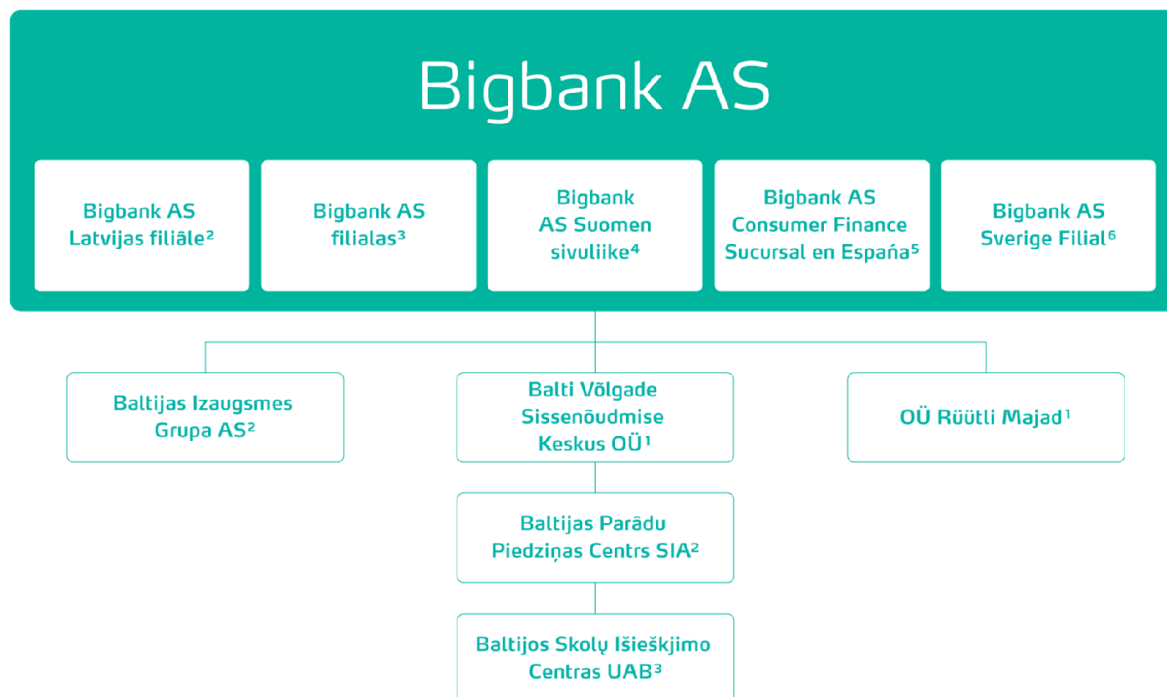 Bigbank AS
Bigbank AS
Latvijas filiāle²
Bigbank AS
filialas³
Bigbank
AS Suomen
sivuliike⁴
Bigbank AS
Consumer Finance
Sucursal en Espańa⁵
Bigbank AS
Sverige Filial⁶
Baltijas Izaugsmes
Grupa AS²
Balti Võlgade
Sissenõudmise
Keskus OÜ¹
OÜ Rüütli Majad¹
Baltijas Parādu
Piedziņas Centrs SIA²
Baltijos Skolų Išieškjimo
Centras UAB³